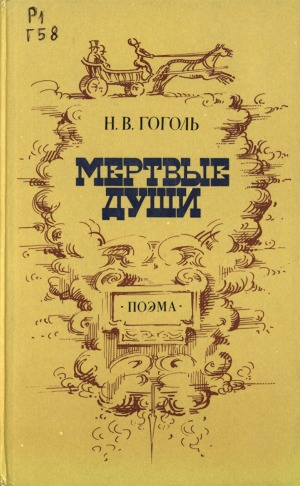 Р1
Г58
Н. В. ГОГОЛЬ
МЕРТВЫЕ
ДУШИ
· ПОЭМА ·